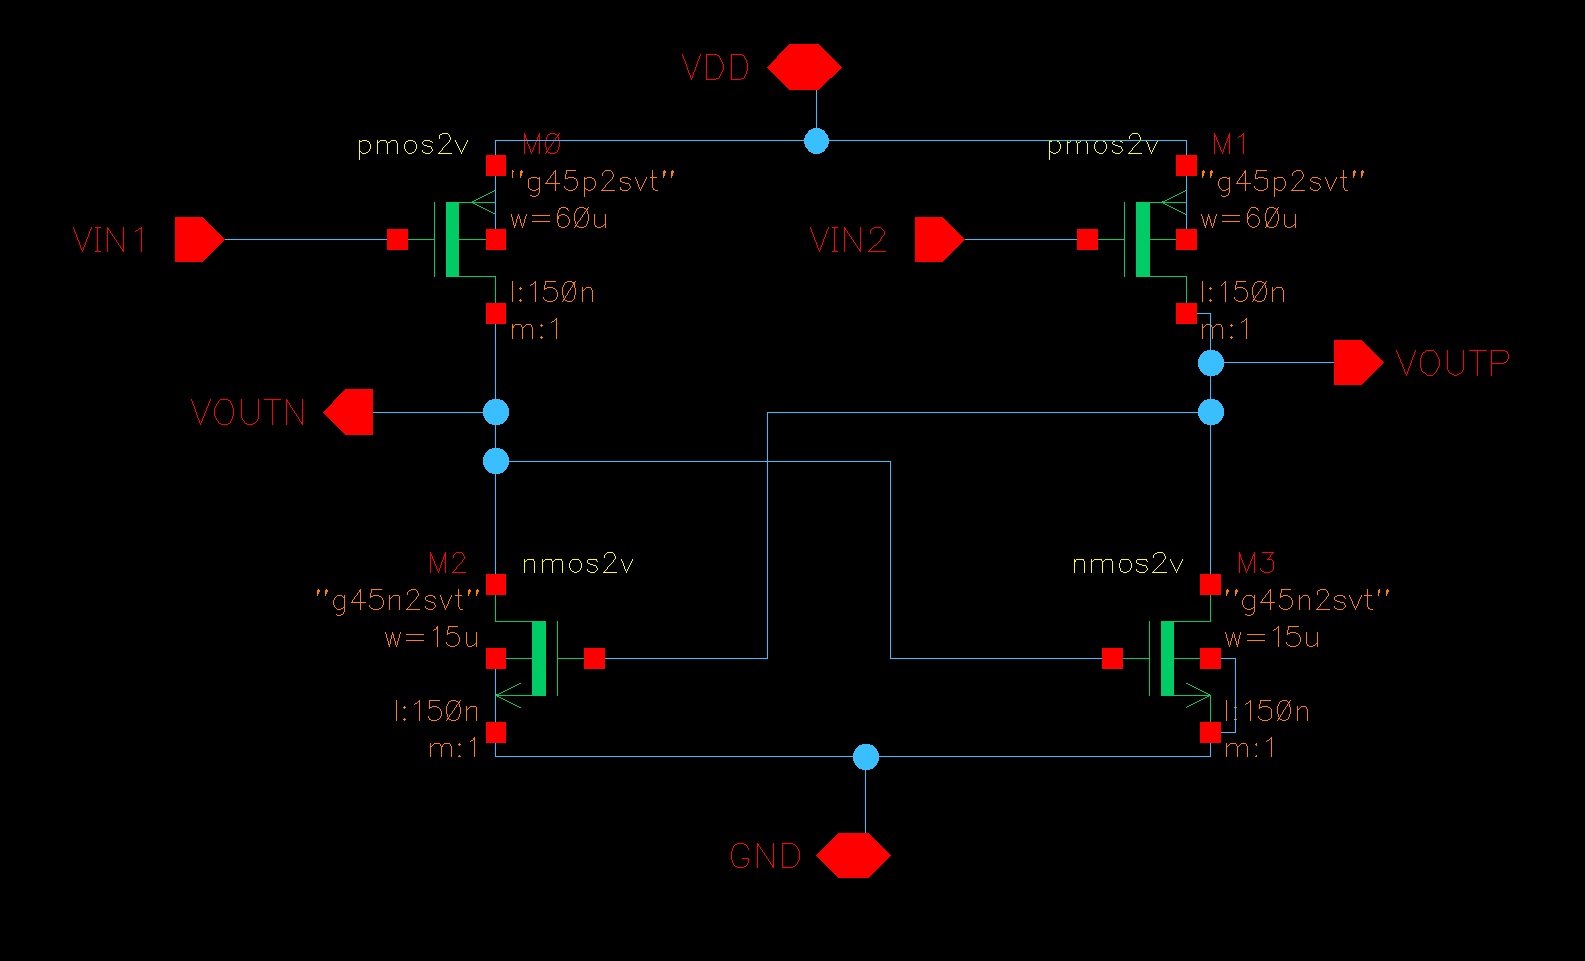 VDD
pmos2v
MØ
"g45p2svt"
w=6Øu
l:15Øn
m:1
VIN1
pmos2v
M1
"g45p2svt"
w=6Øu
l:15Øn
m:1
VIN2
VOUTP
VOUTN
M2
nmos2v
"g45n2svt"
w=15u
l:15Øn
m:1
nmos2v
M3
"g45n2svt"
w=15u
l:15Øn
m:1
GND